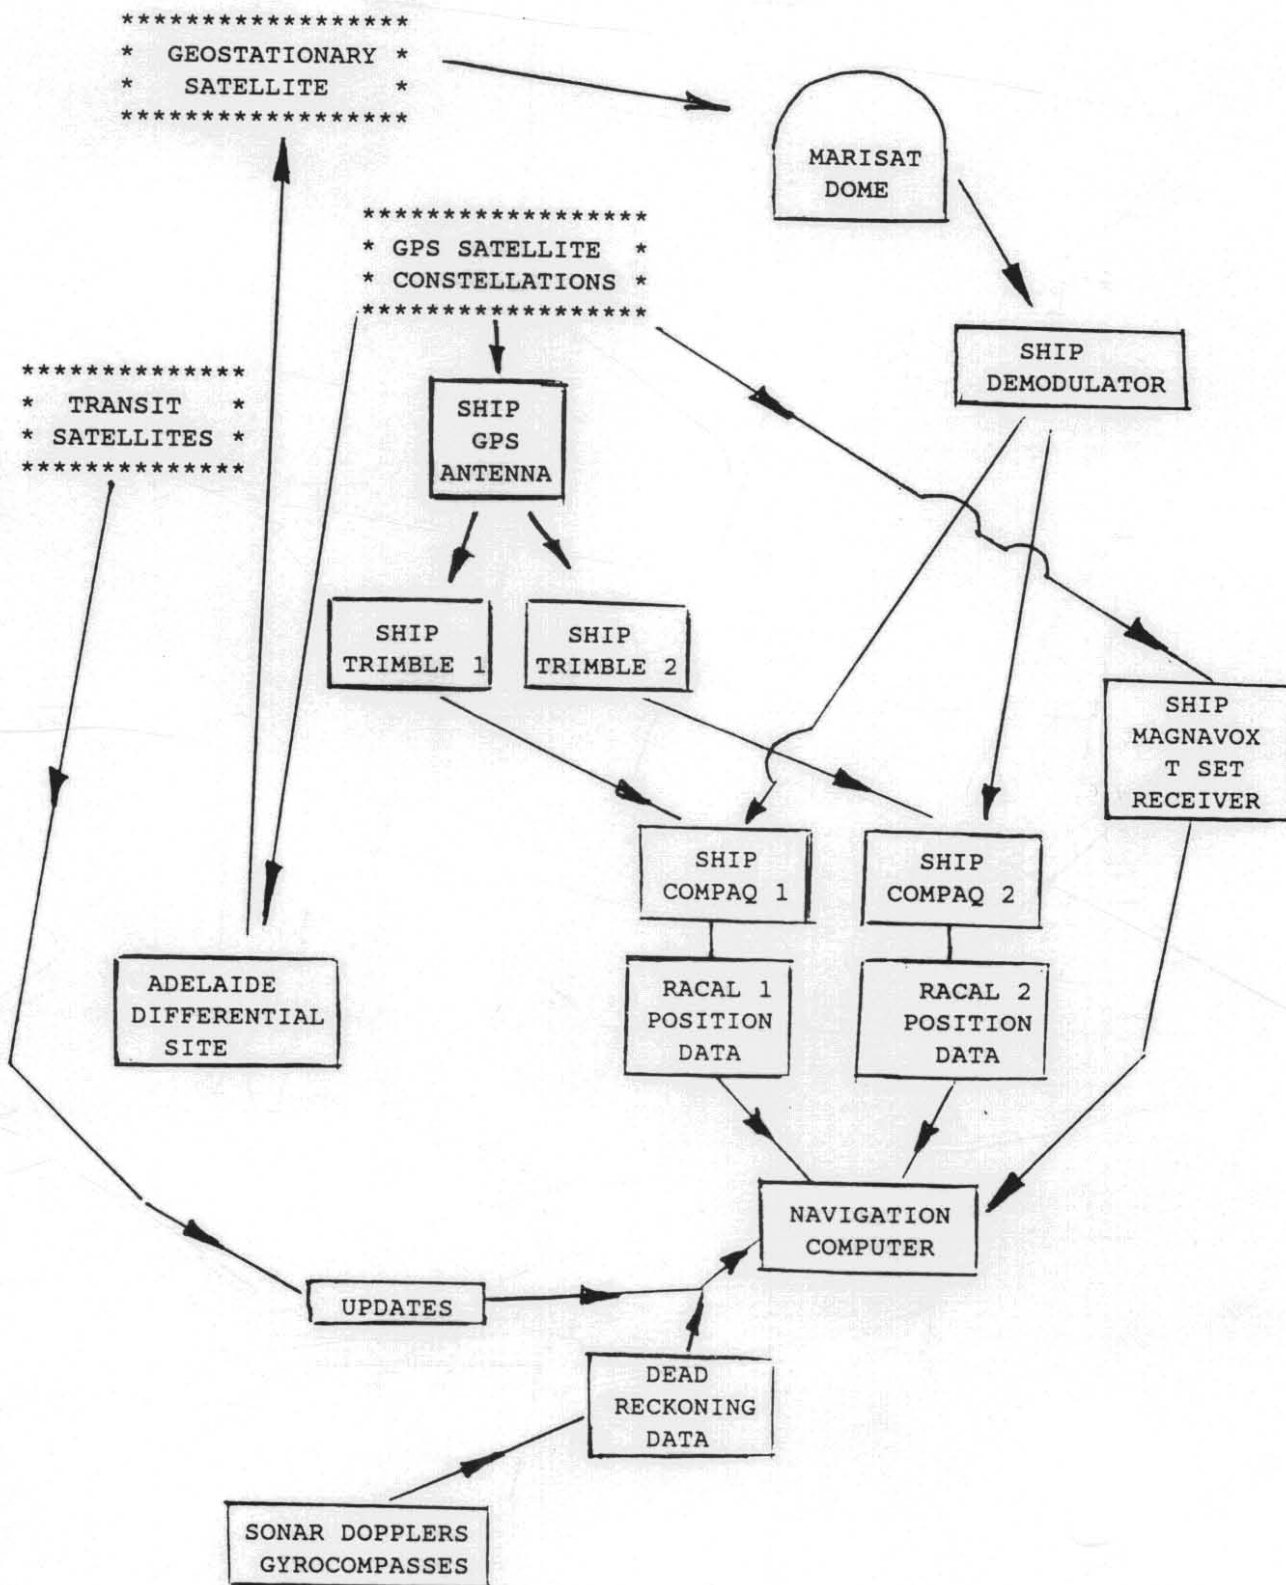 ******************
* GEOSTATIONARY *
* SATELLITE *
******************
MARISAT
DOME
******************
* GPS SATELLITE *
* CONSTELLATIONS *
******************
SHIP
DEMODULATOR
**************
* TRANSIT *
* SATELLITES *
**************
SHIP
GPS
ANTENNA
SHIP
TRIMBLE 1
SHIP
TRIMBLE 2
SHIP
MAGNAVOX
T SET
RECEIVER
SHIP
COMPAQ 1
SHIP
COMPAQ 2
ADELAIDE
DIFFERENTIAL
SITE
RACAL 1
POSITION
DATA
RACAL 2
POSITION
DATA
NAVIGATION
COMPUTER
UPDATES
DEAD
RECKONING
DATA
SONAR DOPPLERS
GYROCOMPASSES